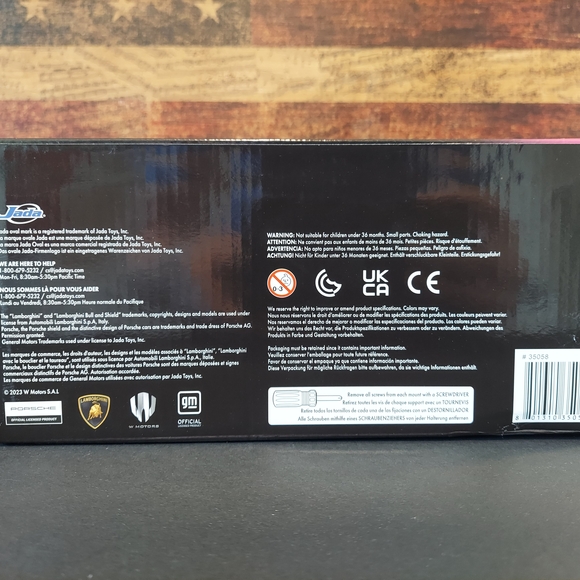 Jada
Jada oval mark is a registered trademark of Jada Toys, Inc.
La marque ovale Jada est une marque déposée de Jada Toys, Inc.
La marca Jada Oval es una marca comercial registrada de Jada Toys, Inc.
Das ovale Jada-Firmenlogo ist ein eingetragenes Warenzeichen von JadaToys, Inc.
WE ARE HERE TO HELP
1-800-679-5232 / cs@jadatoys.com
Mon-Fri, 8:30am-5:30pm Pacific Time
NOUS SOMMES LÀ POUR VOUS AIDER
1-800-679-5232 / cs@jadatoys.com
Lundi au Vendredi, 8:30am-5:30pm Heure normale du Pacifique
The "Lamborghini" and "Lamborghini Bull and Shield" trademarks, copyrights, designs and models are used under
license from Automobili Lamborghini S.p.A, Italy.
Porsche, the Porsche shield and the distinctive design of Porsche cars are trademarks and trade dress of Porsche AG.
Permission
General Motors Trademarks used under license to Jada Toys, Inc.
Les marques de commerce, les droits d'auteur, les designs et les modèles associés à "Lamborghini", "Lamborghini
avec le bouclier et le taureau", sont utilisés avec l'approbation de Automobili Lamborghini S.p.A, Italie.
Porsche, le bouclier Porsche et le design distinctif des voitures Porsche sont des marques déposées et signes
distinctifs de Porsche AG. Autorisation accordée.
Les marques de commerce de General Motors utilisées avec autorisation par Jada Toys, Inc.
© 2023 W Motors S.A.L
PORSCHE
OFFICIAL LICENSED PRODUCT
LAMBORGHINI
W MOTORS
gm
OFFICIAL
LICENSED PRODUCT
WARNING: Not suitable for children under 36 months. Small parts. Choking hazard.
ATTENTION: Ne convient pas aux enfants de moins de 36 mois. Petites pièces. Risque d'étouffement.
ADVERTENCIA: No apto para niños menores de 36 meses. Piezas pequeñas. Peligro de asfixia.
ACHTUNG! Nicht für Kinder unter 36 Monaten geeignet. Enthält verschluckbare Kleinteile. Erstickungsgefahr!
0-3
UK
CA
CE
We reserve the right to improve or amend product specifications. Colors may vary.
Nous nous réservons le droit d'améliorer ou de modifier les spécifications du produit. Les couleurs peuvent varier.
Nos reservamos el derecho de mejorar o modificar las especificaciones del producto. Los colores pueden variar.
Wir behalten uns das Recht vor, die Produktspezifikationen zu verbessern oder zu verändern. Abweichungen des
Produktes in Farbe und Gestaltung vorbehalten.
Packaging must be retained since it contains important information.
Veuillez conserver l'emballage pour toute future référence.
Favor de conservar el empaque ya que contiene información importante.
Diese Verpackung für mögliche Rückfragen bitte aufbewahren. Enthält wichtige Informationen.
Remove all screws from each mount with a SCREWDRIVER
Retirez toutes les vis de chaque support avec un TOURNEVIS
Retire todos los tornillos de cada una de las fijaciones con un DESTORNILLADOR
Alle Schrauben mithilfe eines SCHRAUBENZIEHERS von jeder Halterung entfernen
# 35058